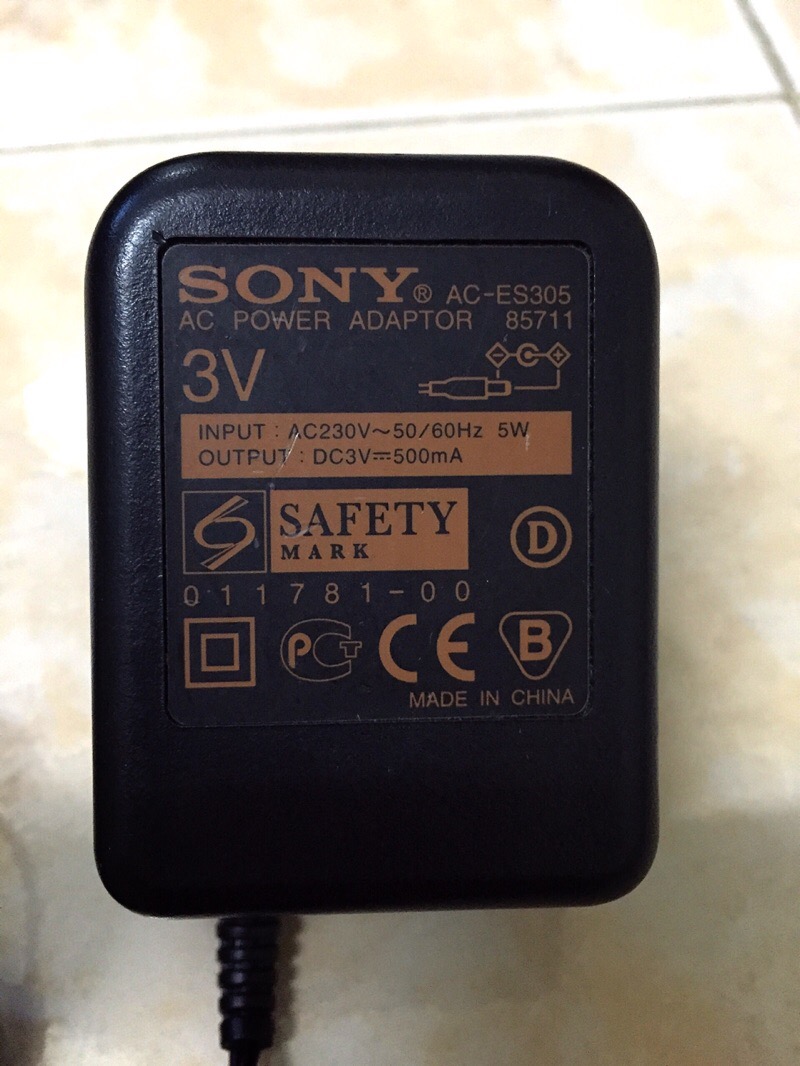 SONY® AC-ES305
AC POWER ADAPTOR 85711
3V
INPUT : AC230V～50/60Hz 5W
OUTPUT : DC3V⎓500mA
SAFETY
MARK
D
011781-00
PCT CE B
MADE IN CHINA